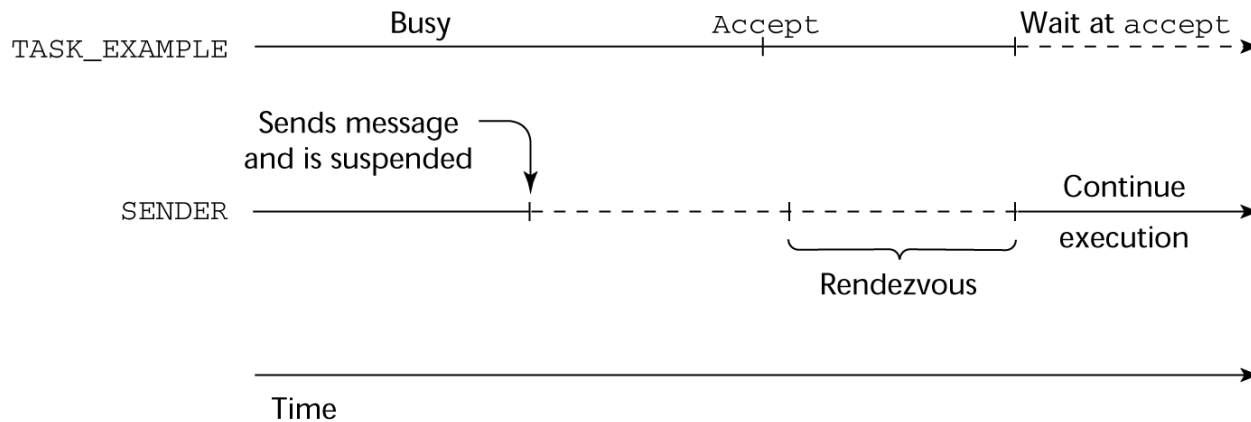 Busy
Accept
Wait at accept
TASK_EXAMPLE
Sends message
and is suspended
SENDER
Continue
execution
Rendezvous
Time